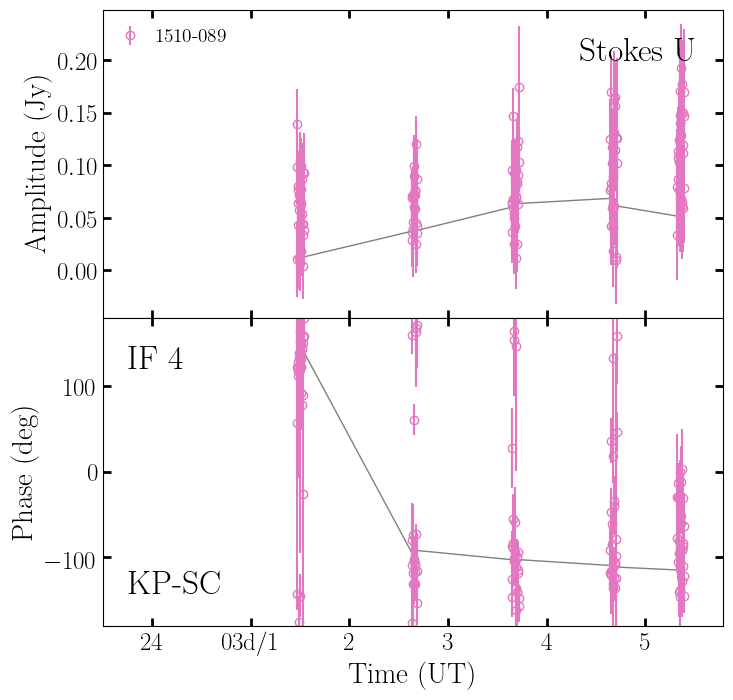 1510-089
Stokes U
Amplitude (Jy)
0.20
0.15
0.10
0.05
0.00
IF 4
KP-SC
Phase (deg)
100
0
−100
24 03d/1 2 3 4 5
Time (UT)